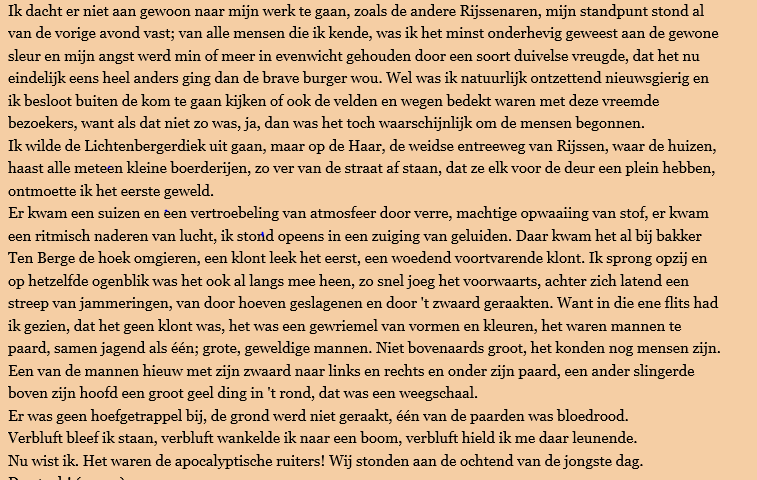 Ik dacht er niet aan gewoon naar mijn werk te gaan, zoals de andere Rijssenaren, mijn standpunt stond al
van de vorige avond vast; van alle mensen die ik kende, was ik het minst onderhevig geweest aan de gewone
sleur en mijn angst werd min of meer in evenwicht gehouden door een soort duivelse vreugde, dat het nu
eindelijk eens heel anders ging dan de brave burger wou. Wel was ik natuurlijk ontzettend nieuwsgierig en
ik besloot buiten de kom te gaan kijken of ook de velden en wegen bedekt waren met deze vreemde
bezoekers, want als dat niet zo was, ja, dan was het toch waarschijnlijk om de mensen begonnen.
Ik wilde de Lichtenbergerdiek uit gaan, maar op de Haar, de weidse entreeweg van Rijssen, waar de huizen,
haast alle meteen kleine boerderijen, zo ver van de straat af staan, dat ze elk voor de deur een plein hebben,
ontmoette ik het eerste geweld.
Er kwam een suizen en een vertroebeling van atmosfeer door verre, machtige opwaaiing van stof, er kwam
een ritmisch naderen van lucht, ik stond opeens in een zuiging van geluiden. Daar kwam het al bij bakker
Ten Berge de hoek omgieren, een klont leek het eerst, een woedend voortvarende klont. Ik sprong opzij en
op hetzelfde ogenblik was het ook al langs mee heen, zo snel joeg het voorwaarts, achter zich latend een
streep van jammeringen, van door hoeven geslagenen en door 't zwaard geraakten. Want in die ene flits had
ik gezien, dat het geen klont was, het was een gewriemel van vormen en kleuren, het waren mannen te
paard, samen jagend als één; grote, geweldige mannen. Niet bovenaards groot, het konden nog mensen zijn.
Een van de mannen hieuw met zijn zwaard naar links en rechts en onder zijn paard, een ander slingerde
boven zijn hoofd een groot geel ding in 't rond, dat was een weegschaal.
Er was geen hoefgetrappel bij, de grond werd niet geraakt, één van de paarden was bloedrood.
Verbluft bleef ik staan, verbluft wankelde ik naar een boom, verbluft hield ik me daar leunende.
Nu wist ik. Het waren de apocalyptische ruiters! Wij stonden aan de ochtend van de jongste dag.